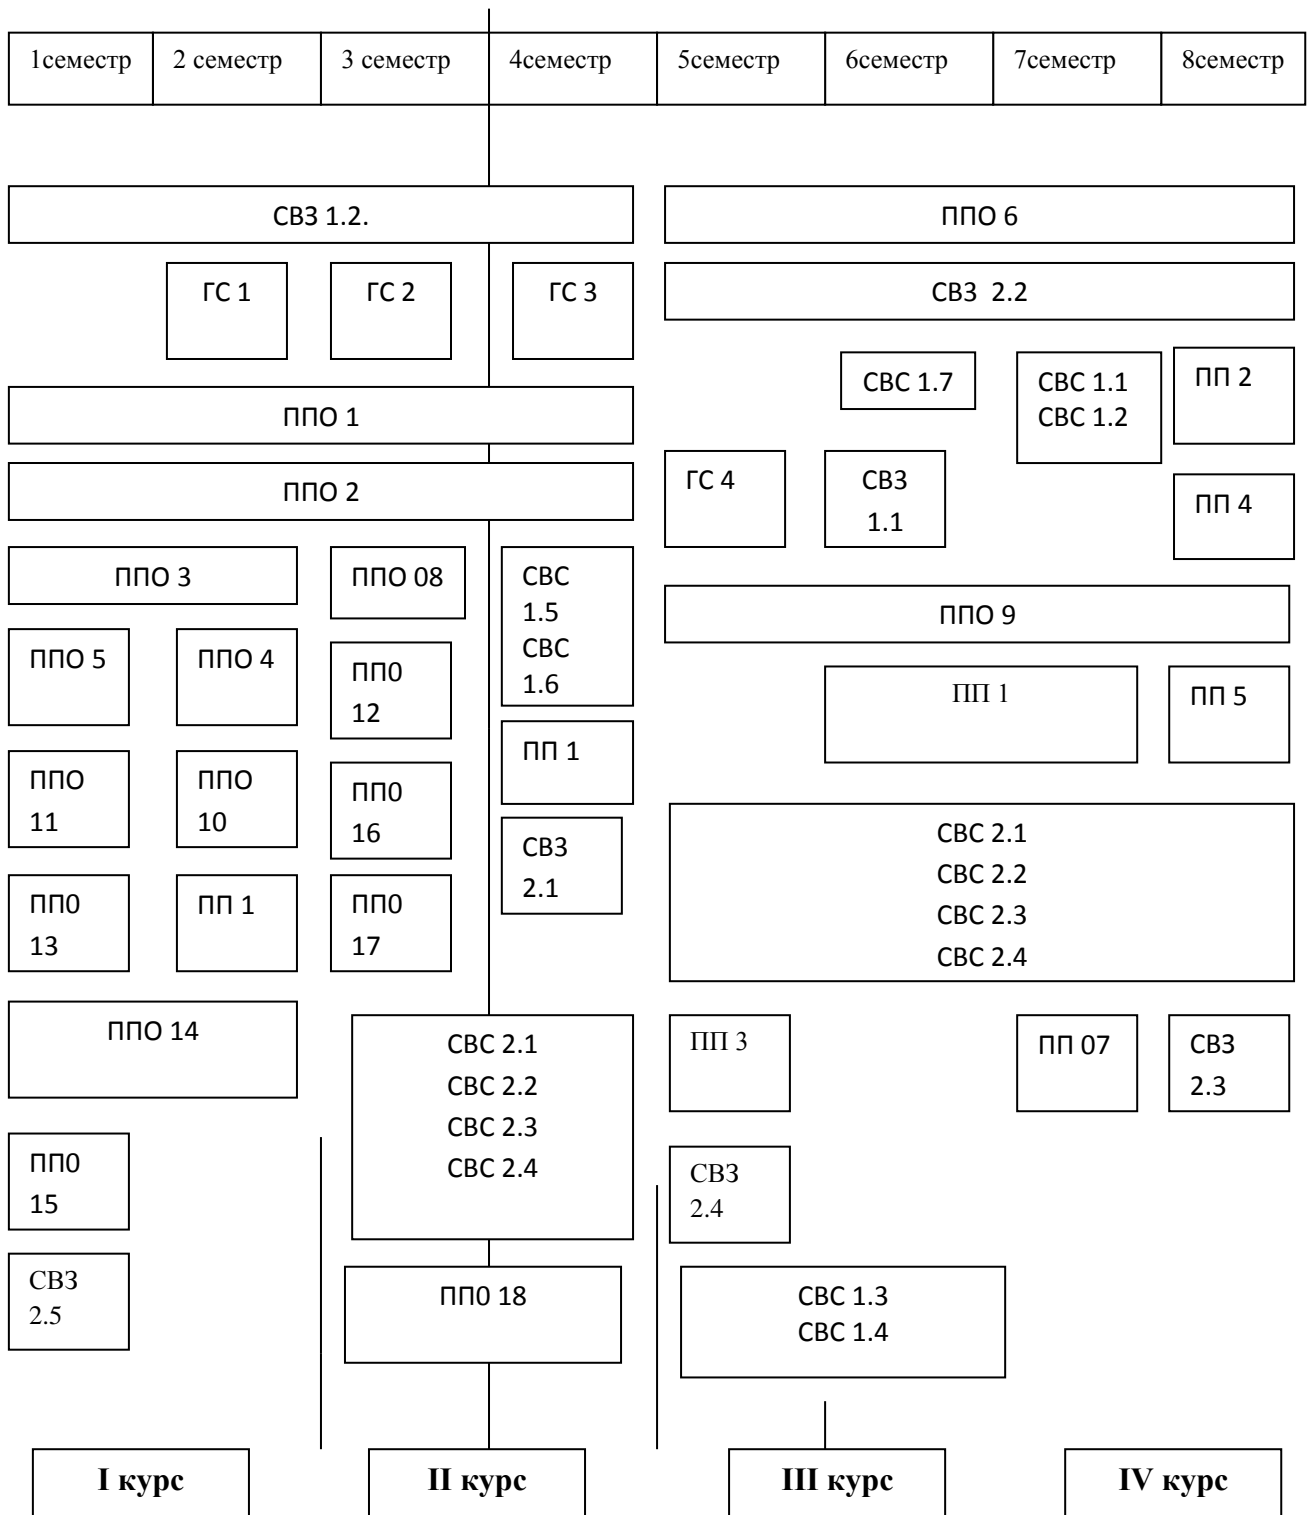 1семестр
2 семестр
3 семестр
4семестр
5семестр
6семестр
7семестр
8семестр
СВЗ 1.2.
ППО 6
ГС 1
ГС 2
ГС 3
СВЗ 2.2
СВС 1.7
СВС 1.1
СВС 1.2
ПП 2
ППО 1
ППО 2
ГС 4
СВЗ
1.1
ПП 4
ППО 3
ППО 08
СВС
1.5
СВС
1.6
ППО 9
ППО 5
ППО 4
ПП0
12
ПП 1
ПП 5
ПП 1
ППО
11
ППО
10
ПП0
16
СВЗ
2.1
СВС 2.1
СВС 2.2
СВС 2.3
СВС 2.4
ПП0
13
ПП 1
ПП0
17
ППО 14
СВС 2.1
СВС 2.2
СВС 2.3
СВС 2.4
ПП 3
ПП 07
СВЗ
2.3
ПП0
15
СВЗ
2.4
СВЗ
2.5
ПП0 18
СВС 1.3
СВС 1.4
I курс
II курс
III курс
IV курс